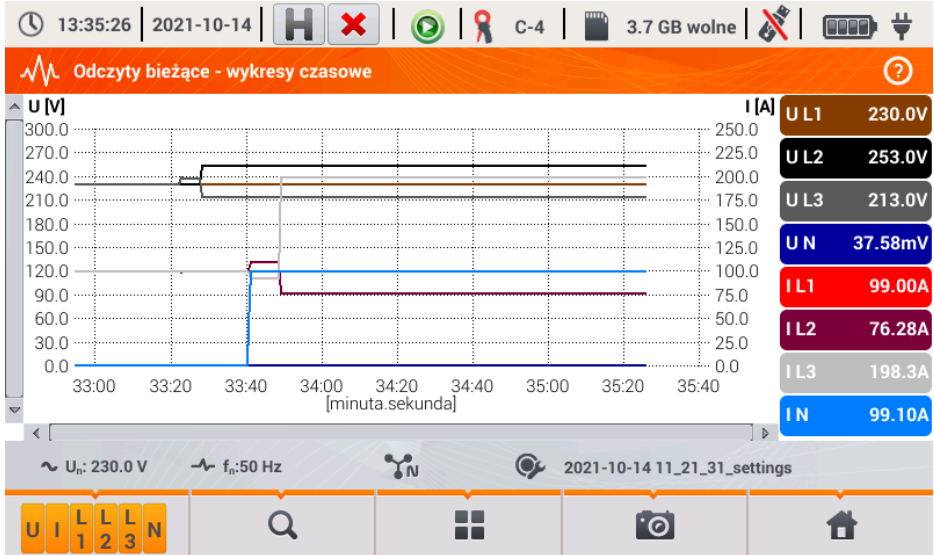 13:35:26 2021-10-14 H C-4 3.7 GB wolne
Odczyty bieżące - wykresy czasowe ?
U [V] I [A]
300.0 250.0
270.0 225.0
240.0 200.0
210.0 175.0
180.0 150.0
150.0 125.0
120.0 100.0
90.0 75.0
60.0 50.0
30.0 25.0
0.0 0.0
33:00 33:20 33:40 34:00 34:20 34:40 35:00 35:20 35:40
[minuta.sekunda]
U L1 230.0V
U L2 253.0V
U L3 213.0V
U N 37.58mV
I L1 99.00A
I L2 76.28A
I L3 198.3A
I N 99.10A
Un: 230.0 V fn:50 Hz N 2021-10-14 11_21_31_settings
U I L1 L2 L3 N